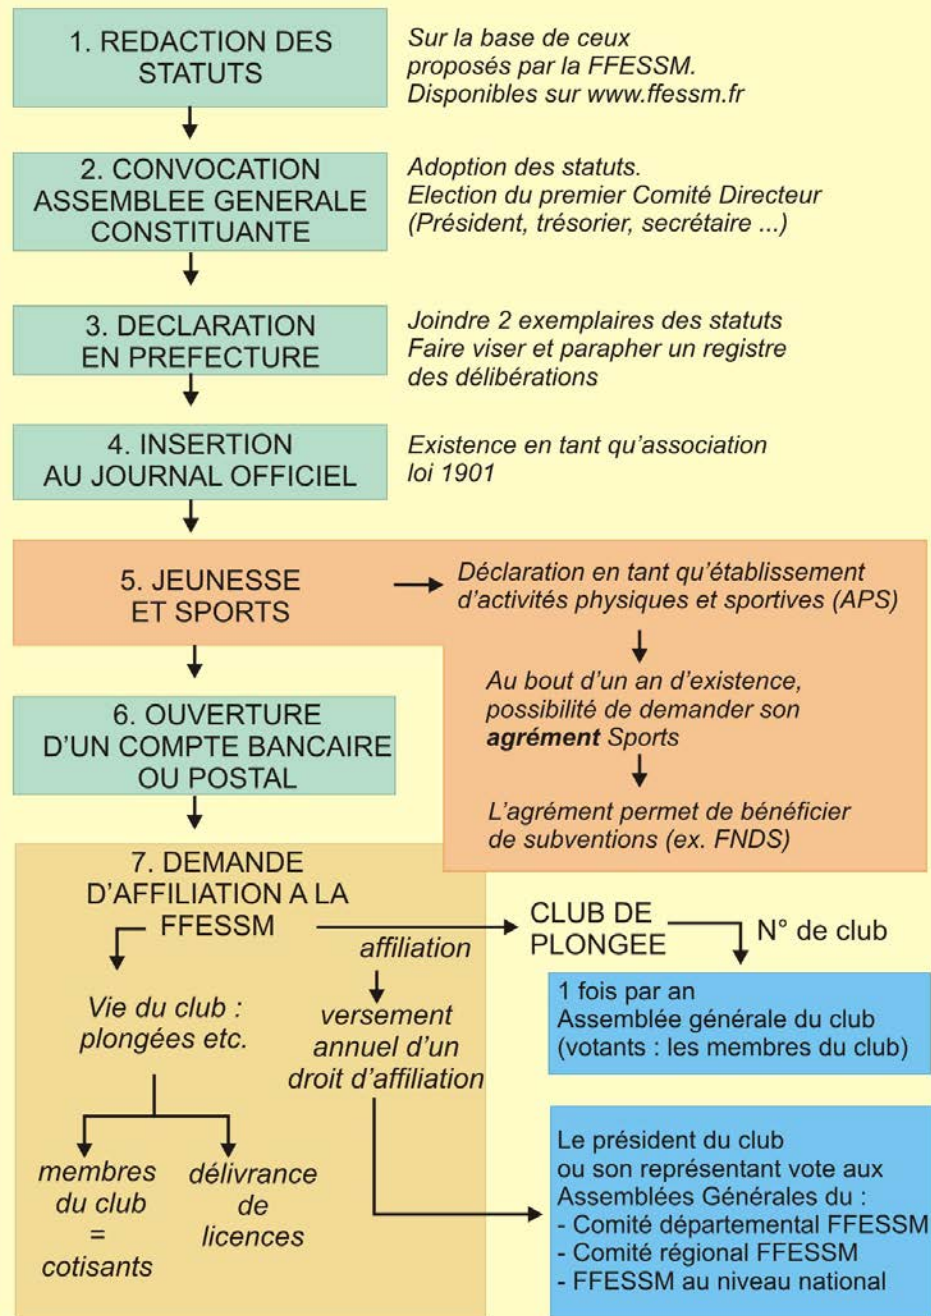 1. REDACTION DES
STATUTS
Sur la base de ceux
proposés par la FFESSM.
Disponibles sur www.ffessm.fr
2. CONVOCATION
ASSEMBLEE GENERALE
CONSTITUANTE
Adoption des statuts.
Election du premier Comité Directeur
(Président, trésorier, secrétaire ...)
3. DECLARATION
EN PREFECTURE
Joindre 2 exemplaires des statuts
Faire viser et parapher un registre
des délibérations
4. INSERTION
AU JOURNAL OFFICIEL
Existence en tant qu'association
loi 1901
5. JEUNESSE
ET SPORTS
Déclaration en tant qu'établissement
d'activités physiques et sportives (APS)
Au bout d'un an d'existence,
possibilité de demander son
agrément Sports
L'agrément permet de bénéficier
de subventions (ex. FNDS)
6. OUVERTURE
D'UN COMPTE BANCAIRE
OU POSTAL
7. DEMANDE
D'AFFILIATION A LA
FFESSM
affiliation
CLUB DE
PLONGEE
N° de club
Vie du club :
plongées etc.
versement
annuel d'un
droit d'affiliation
1 fois par an
Assemblée générale du club
(votants : les membres du club)
membres
du club
=
cotisants
délivrance
de
licences
Le président du club
ou son représentant vote aux
Assemblées Générales du :
- Comité départemental FFESSM
- Comité régional FFESSM
- FFESSM au niveau national